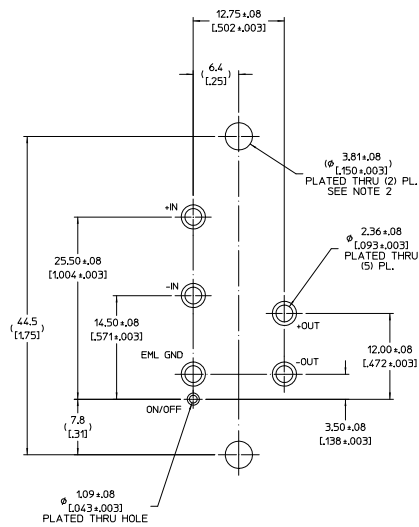 12.75±.08
[.502±.003]
6.4
(.25)
(ø 3.81±.08
[.150±.003])
PLATED THRU (2) PL.
SEE NOTE 2
+IN
ø 2.36±.08
[.093±.003]
PLATED THRU
(5) PL.
25.50±.08
[1.004±.003]
-IN
14.50±.08
[.571±.003]
+OUT
44.5
([1.75])
EML GND
-OUT
12.00±.08
[.472±.003]
ON/OFF
7.8
([.31])
3.50±.08
[.138±.003]
ø 1.09±.08
[.043±.003]
PLATED THRU HOLE